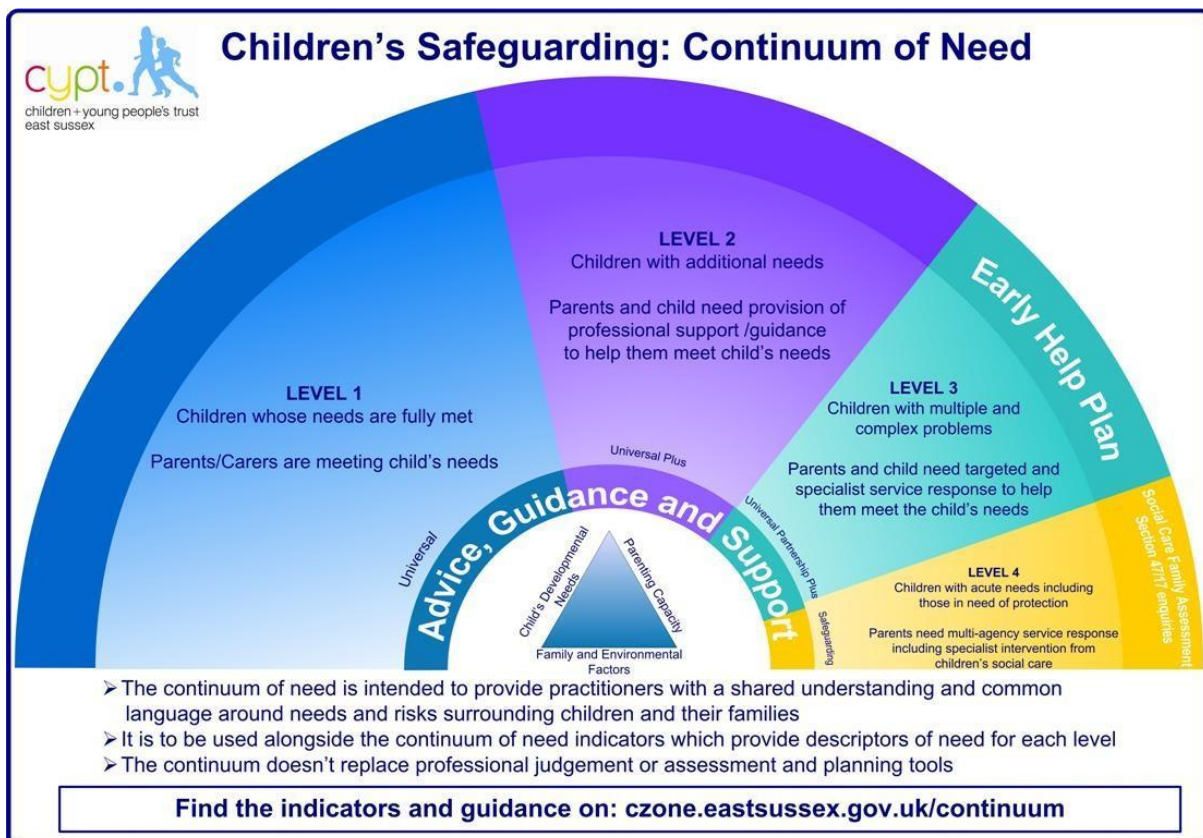 Children's Safeguarding: Continuum of Need
cypt.
children + young people's trust
east sussex
LEVEL 1
Children whose needs are fully met
Parents/Carers are meeting child's needs
LEVEL 2
Children with additional needs
Parents and child need provision of
professional support /guidance
to help them meet child's needs
LEVEL 3
Children with multiple and
complex problems
Parents and child need targeted and
specialist service response to help
them meet the child's needs
LEVEL 4
Children with acute needs including
those in need of protection
Parents need multi-agency service response
including specialist intervention from
children's social care
Early Help Plan
Social Care Family Assessment
Section 47/17 enquiries
Universal
Universal Plus
Universal Partnership Plus
Safeguarding
Advice, Guidance and Support
Child's Developmental
Needs
Parenting Capacity
Family and Environmental
Factors
➢ The continuum of need is intended to provide practitioners with a shared understanding and common
language around needs and risks surrounding children and their families
➢ It is to be used alongside the continuum of need indicators which provide descriptors of need for each level
➢ The continuum doesn't replace professional judgement or assessment and planning tools
Find the indicators and guidance on: czone.eastsussex.gov.uk/continuum